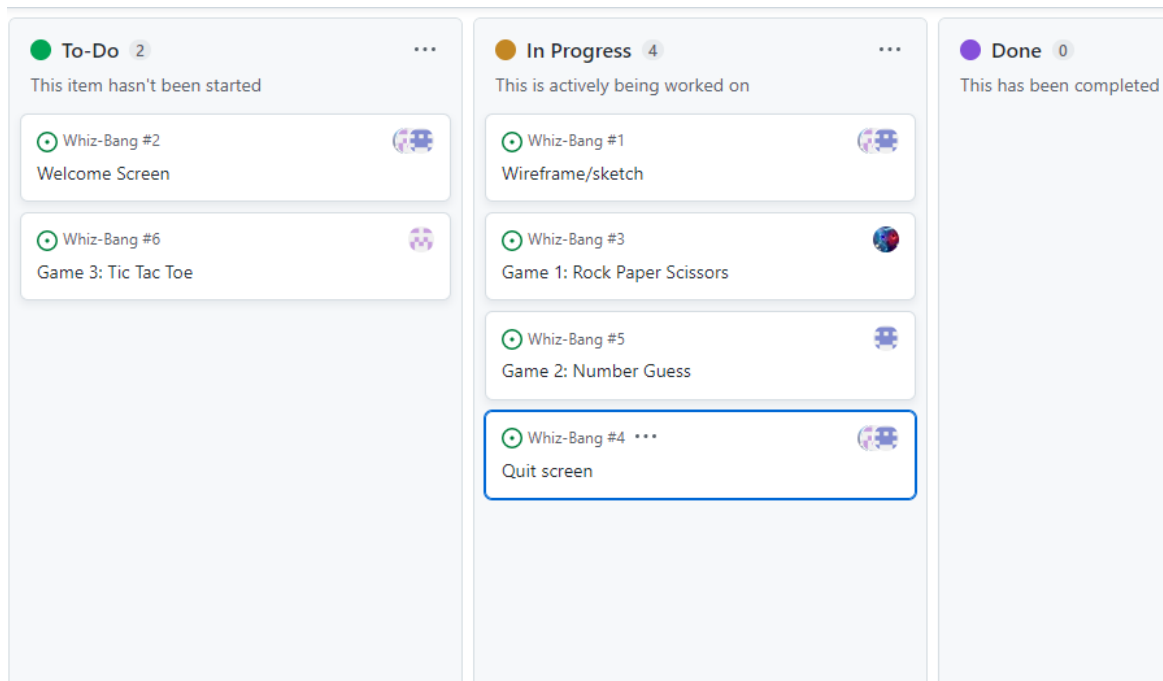 To-Do 2
This item hasn't been started
Whiz-Bang #2
Welcome Screen
Whiz-Bang #6
Game 3: Tic Tac Toe
In Progress 4
This is actively being worked on
Whiz-Bang #1
Wireframe/sketch
Whiz-Bang #3
Game 1: Rock Paper Scissors
Whiz-Bang #5
Game 2: Number Guess
Whiz-Bang #4
Quit screen
Done 0
This has been completed